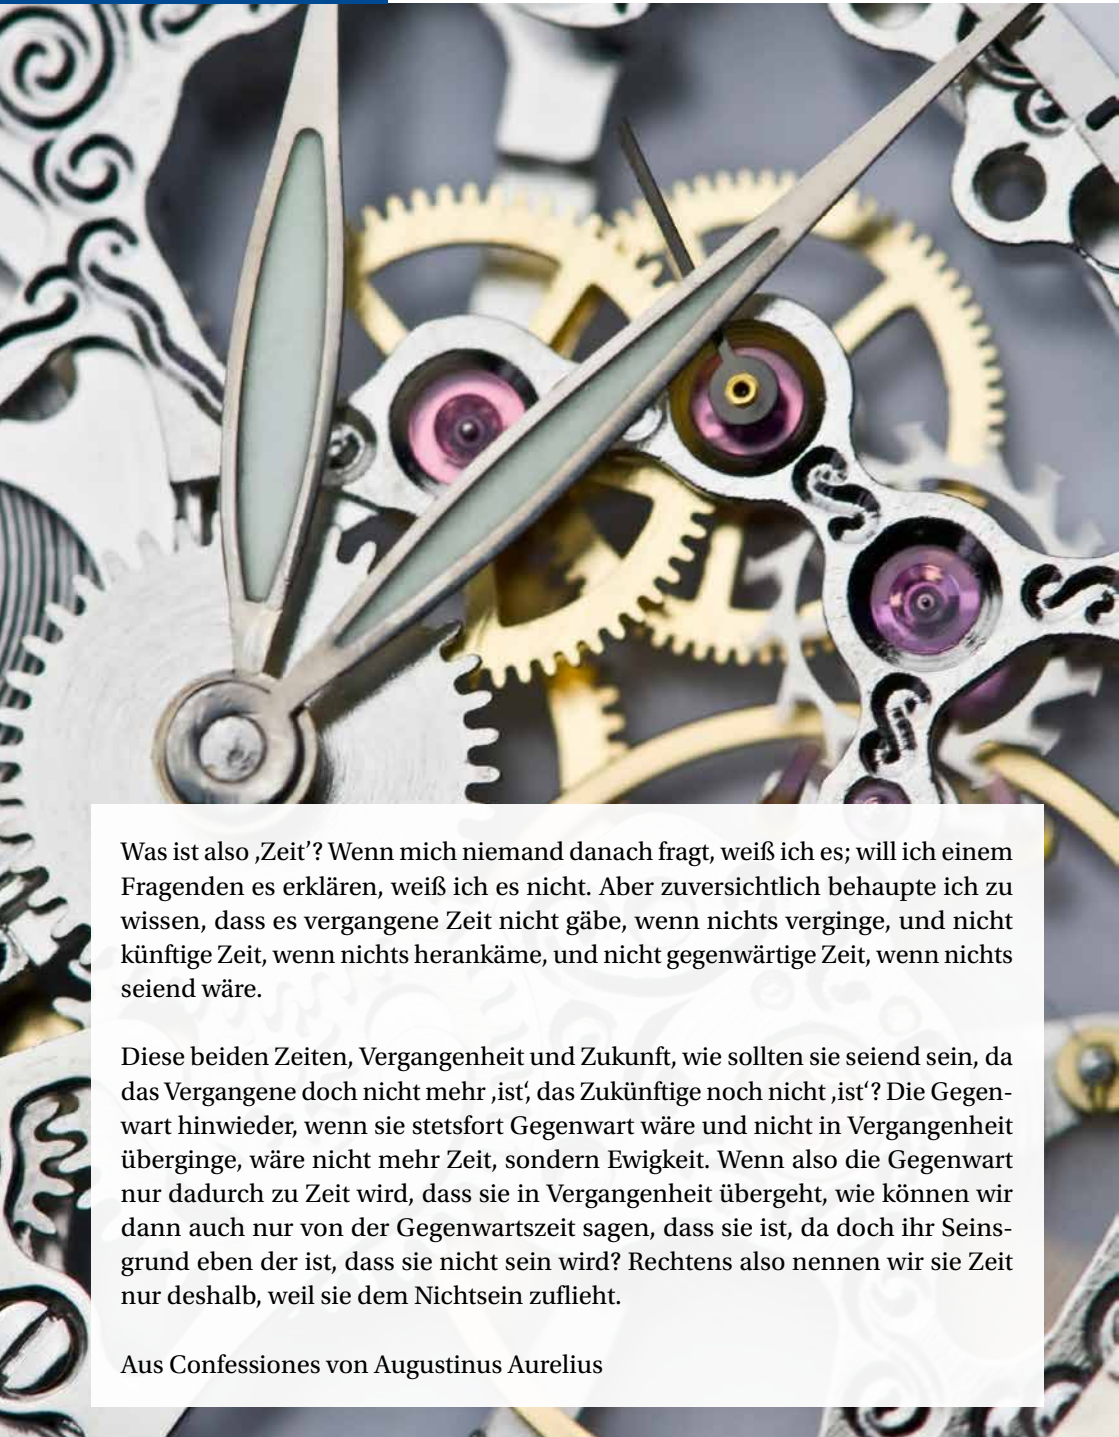 Was ist also ‚Zeit’? Wenn mich niemand danach fragt, weiß ich es; will ich einem
Fragenden es erklären, weiß ich es nicht. Aber zuversichtlich behaupte ich zu
wissen, dass es vergangene Zeit nicht gäbe, wenn nichts verginge, und nicht
künftige Zeit, wenn nichts herankäme, und nicht gegenwärtige Zeit, wenn nichts
seiend wäre.
Diese beiden Zeiten, Vergangenheit und Zukunft, wie sollten sie seiend sein, da
das Vergangene doch nicht mehr ‚ist‘, das Zukünftige noch nicht ‚ist‘? Die Gegen-
wart hinwieder, wenn sie stetsfort Gegenwart wäre und nicht in Vergangenheit
überginge, wäre nicht mehr Zeit, sondern Ewigkeit. Wenn also die Gegenwart
nur dadurch zu Zeit wird, dass sie in Vergangenheit übergeht, wie können wir
dann auch nur von der Gegenwartszeit sagen, dass sie ist, da doch ihr Seins-
grund eben der ist, dass sie nicht sein wird? Rechtens also nennen wir sie Zeit
nur deshalb, weil sie dem Nichtsein zuflieht.
Aus Confessiones von Augustinus Aurelius